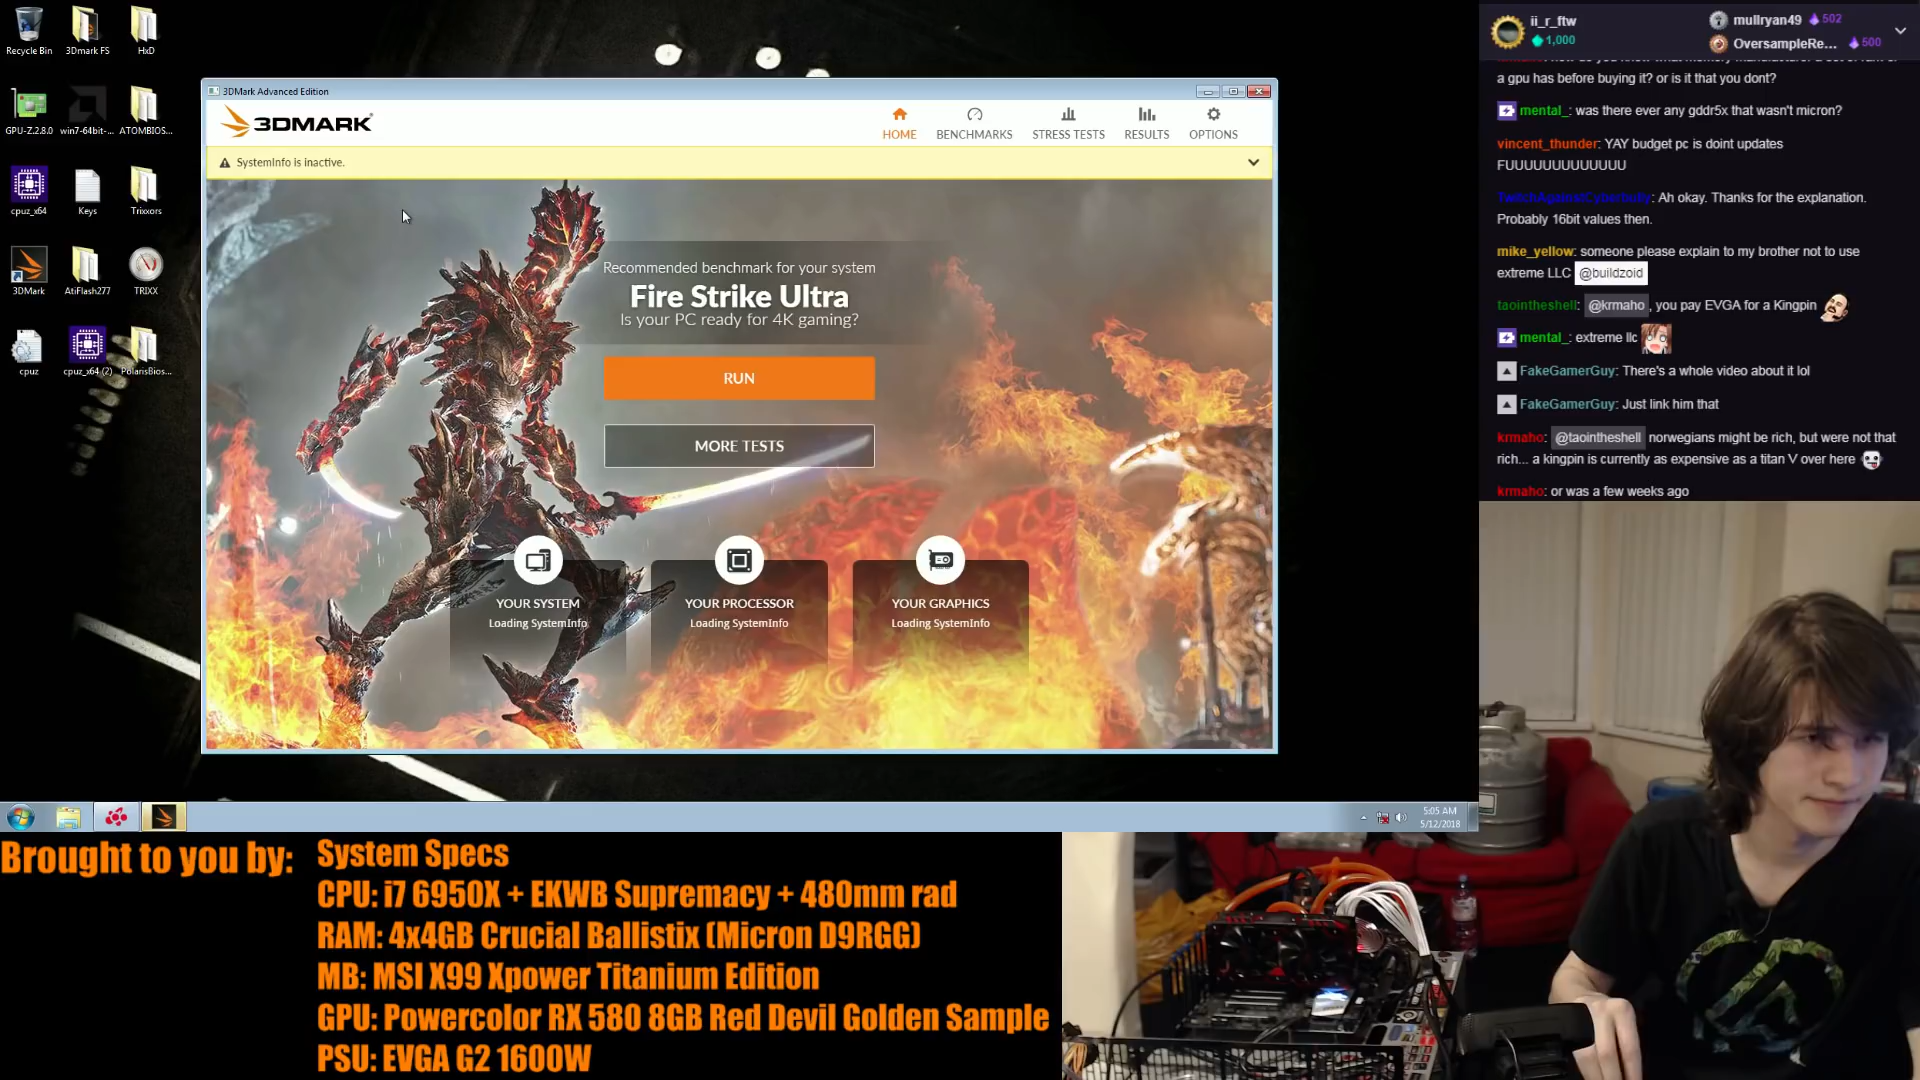 Recycle Bin
3Dmark FS
HxD
GPU-Z.2.8.0
win7-64bit-...
ATOMBIOS...
cpuz_x64
Keys
Trixxors
3DMark
AtiFlash277
TRIXX
cpuz
cpuz_x64 (2)
PolarisBios...
3DMark Advanced Edition
3DMARK
HOME
BENCHMARKS
STRESS TESTS
RESULTS
OPTIONS
SystemInfo is inactive.
Recommended benchmark for your system
Fire Strike Ultra
Is your PC ready for 4K gaming?
RUN
MORE TESTS
YOUR SYSTEM
Loading SystemInfo
YOUR PROCESSOR
Loading SystemInfo
YOUR GRAPHICS
Loading SystemInfo
5:05 AM
5/12/2018
ii_r_ftw
1,000
mullryan49 502
OversampleRe... 500
a gpu has before buying it? or is it that you dont?
mental_: was there ever any gddr5x that wasn't micron?
vincent_thunder: YAY budget pc is doint updates
FUUUUUUUUUUUU
TwitchAgainstCyberbully: Ah okay. Thanks for the explanation.
Probably 16bit values then.
mike_yellow: someone please explain to my brother not to use
extreme LLC @buildzoid
taointheshell: @krmaho , you pay EVGA for a Kingpin
mental_: extreme llc
FakeGamerGuy: There's a whole video about it lol
FakeGamerGuy: Just link him that
krmaho: @taointheshell norwegians might be rich, but were not that
rich... a kingpin is currently as expensive as a titan V over here
krmaho: or was a few weeks ago
Brought to you by:
System Specs
CPU: i7 6950X + EKWB Supremacy + 480mm rad
RAM: 4x4GB Crucial Ballistix (Micron D9RGG)
MB: MSI X99 Xpower Titanium Edition
GPU: Powercolor RX 580 8GB Red Devil Golden Sample
PSU: EVGA G2 1600W